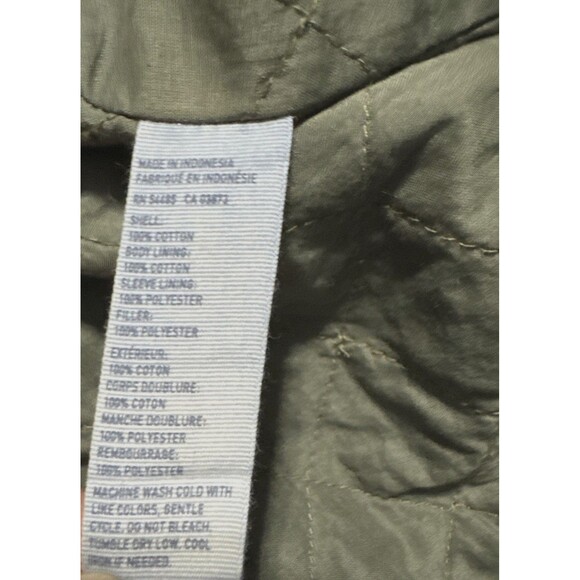 MADE IN INDONESIA
FABRIQUÉ EN INDONÉSIE
RN 54485 CA 03673
SHELL:
100% COTTON
BODY LINING:
100% COTTON
SLEEVE LINING:
100% POLYESTER
FILLER:
100% POLYESTER
EXTÉRIEUR:
100% COTON
CORPS DOUBLURE:
100% COTON
MANCHE DOUBLURE:
100% POLYESTER
REMBOURRAGE:
100% POLYESTER
MACHINE WASH COLD WITH
LIKE COLORS, GENTLE
CYCLE. DO NOT BLEACH.
TUMBLE DRY LOW. COOL
IRON IF NEEDED.